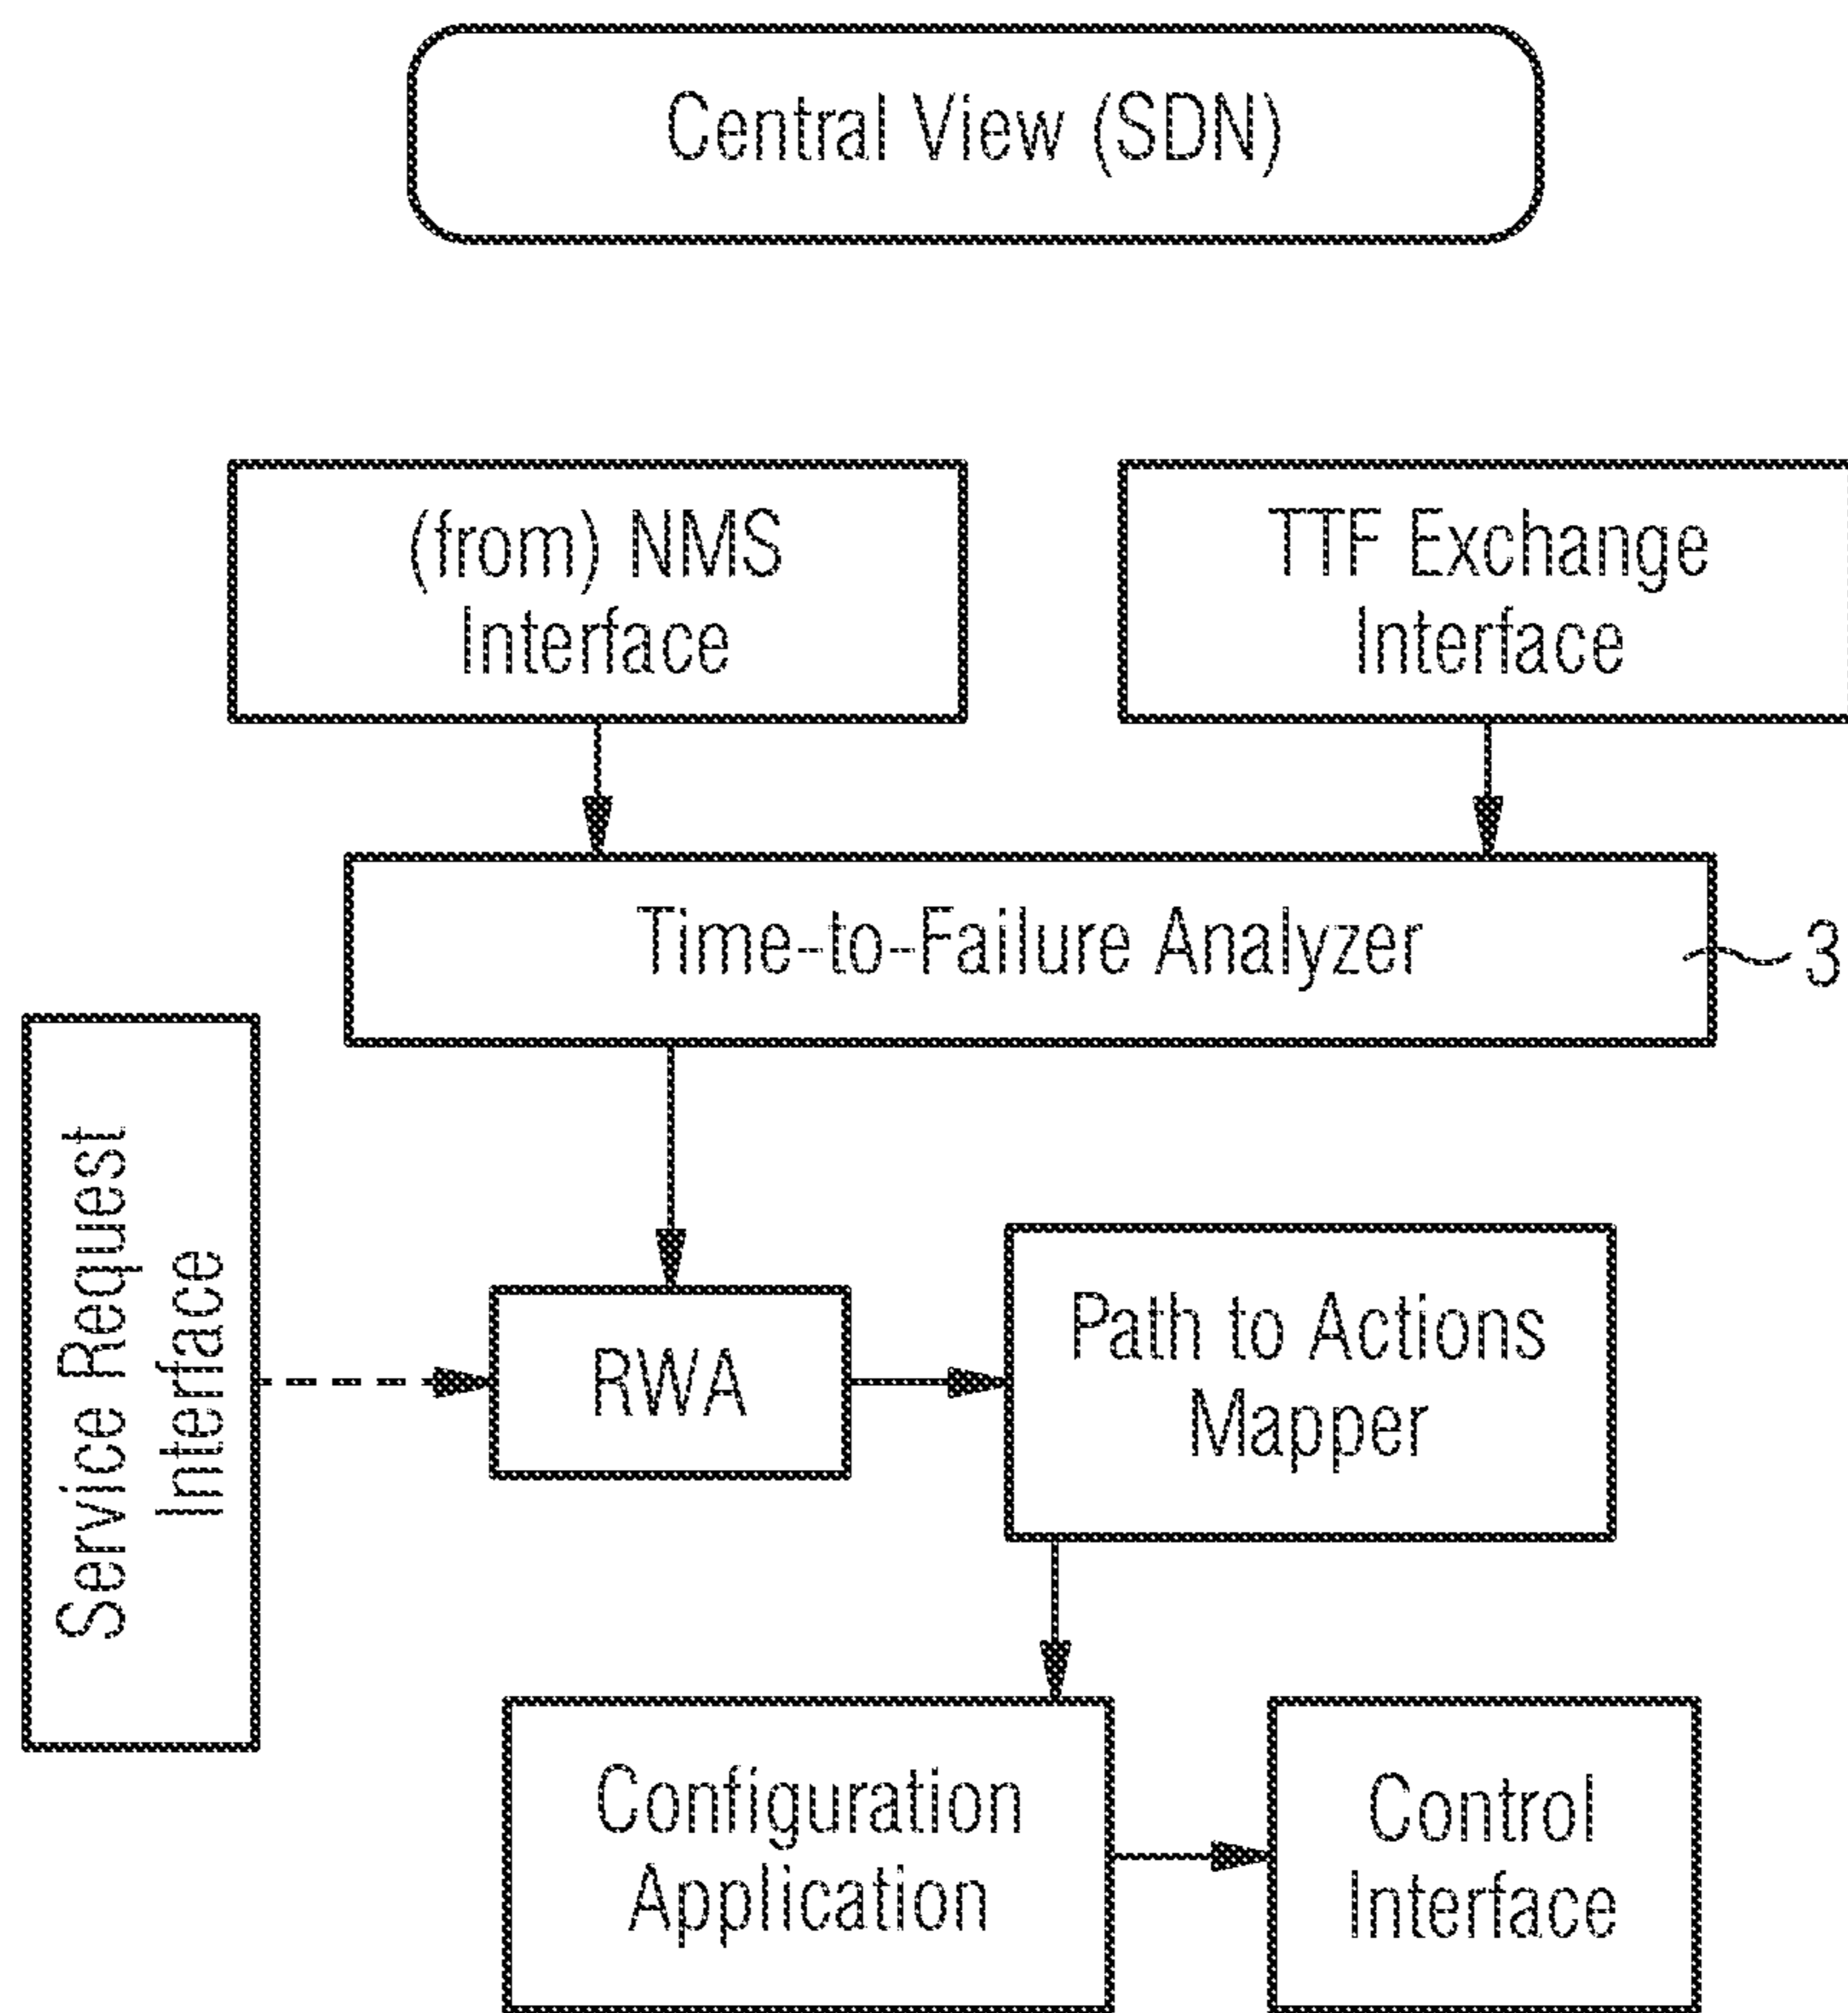 Central View (SDN)
(from) NMS
Interface
TTF Exchange
Interface
Time-to-Failure Analyzer
3
Service Request
Interface
RWA
Path to Actions
Mapper
Configuration
Application
Control
Interface